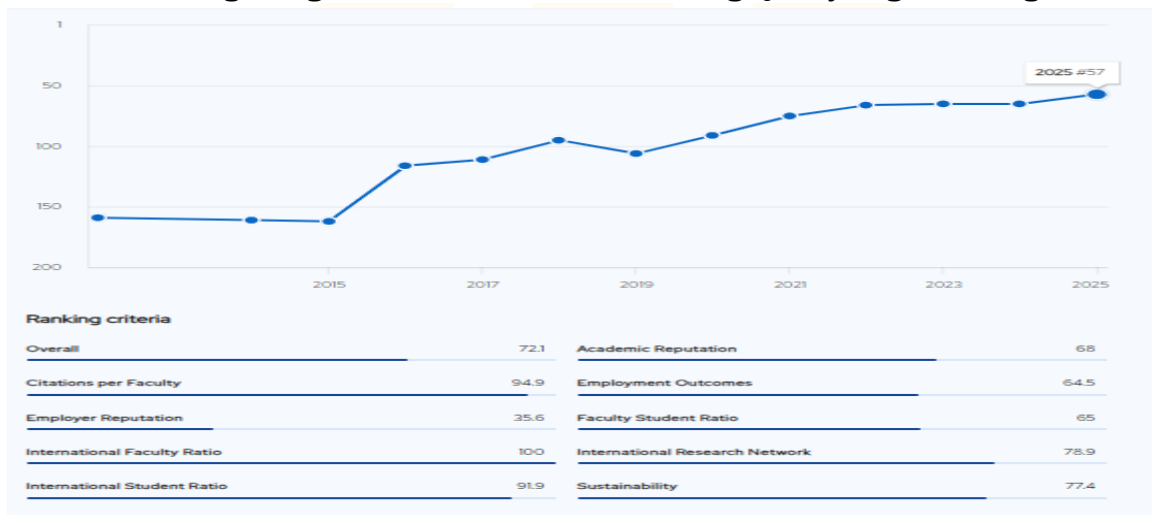 1
50
100
150
200
2025 #57
2015
2017
2019
2021
2023
2025
Ranking criteria
Overall 72.1
Academic Reputation 68
Citations per Faculty 94.9
Employment Outcomes 64.5
Employer Reputation 35.6
Faculty Student Ratio 65
International Faculty Ratio 100
International Research Network 78.9
International Student Ratio 91.9
Sustainability 77.4